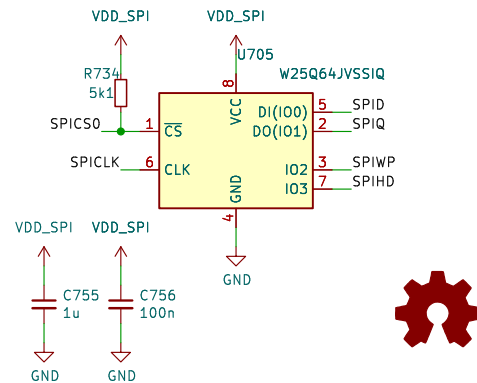 VDD_SPI VDD_SPI
U705
R734 8 W25Q64JVSSIQ
5k1 VCC
DI(IO0) 5 SPID
SPICS0 1 CS DO(IO1) 2 SPIQ
SPICLK 6 CLK IO2 3 SPIWP
GND IO3 7 SPIHD
4
VDD_SPI VDD_SPI
GND
C755 C756
1u 100n
GND GND